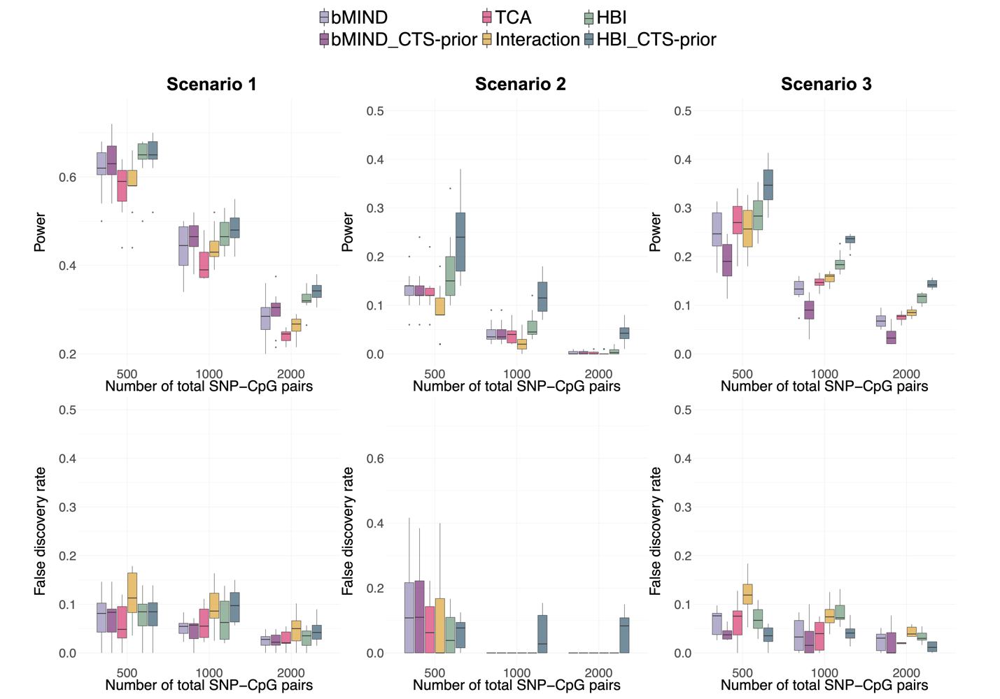 bMIND TCA HBI
bMIND_CTS-prior Interaction HBI_CTS-prior
Scenario 1
Power
0.6
0.4
0.2
500 1000 2000
Number of total SNP−CpG pairs
Scenario 2
Power
0.5
0.4
0.3
0.2
0.1
0.0
500 1000 2000
Number of total SNP−CpG pairs
Scenario 3
Power
0.5
0.4
0.3
0.2
0.1
0.0
500 1000 2000
Number of total SNP−CpG pairs
False discovery rate
0.5
0.4
0.3
0.2
0.1
0.0
500 1000 2000
Number of total SNP−CpG pairs
False discovery rate
0.6
0.4
0.2
0.0
500 1000 2000
Number of total SNP−CpG pairs
False discovery rate
0.5
0.4
0.3
0.2
0.1
0.0
500 1000 2000
Number of total SNP−CpG pairs